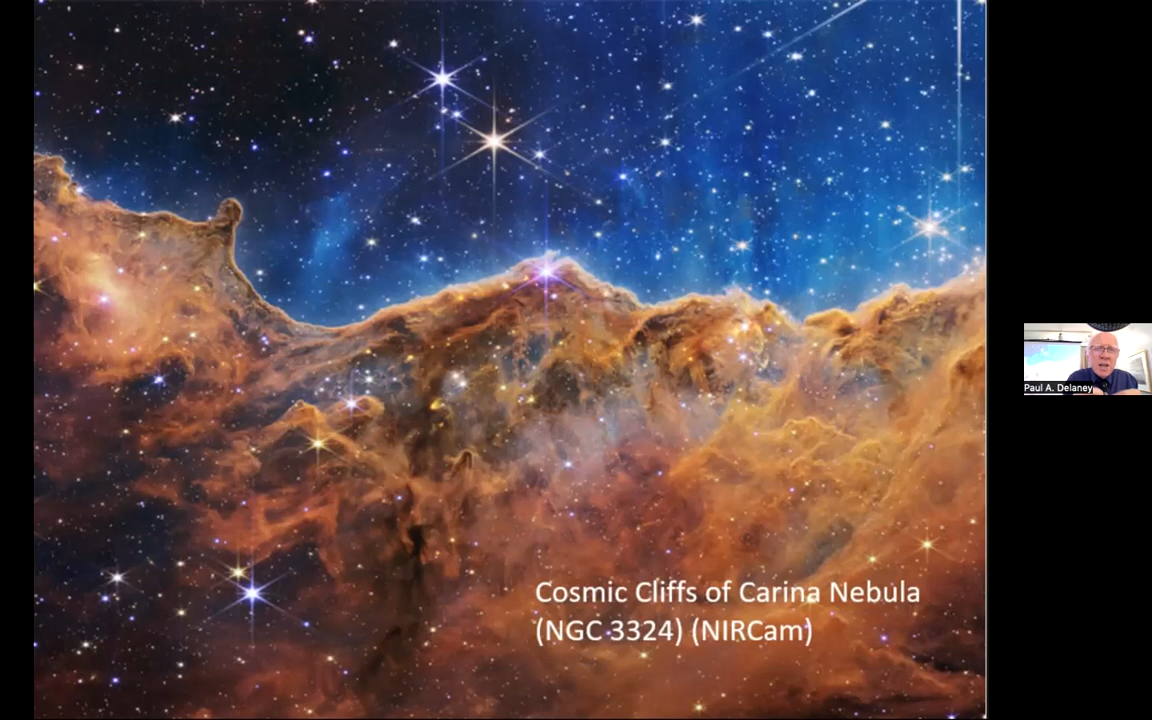 Cosmic Cliffs of Carina Nebula
(NGC 3324) (NIRCam)
Paul A. Delaney